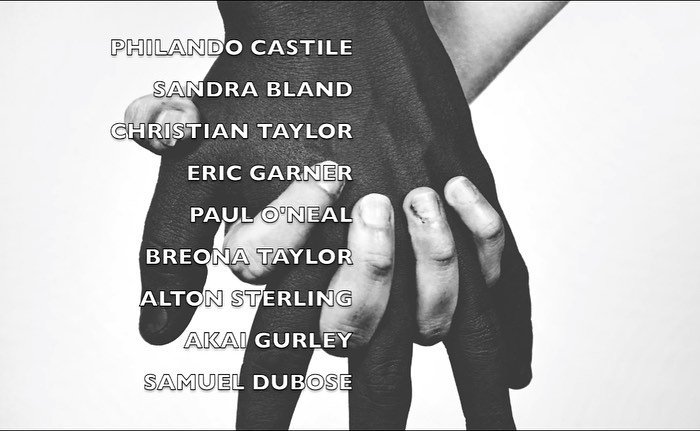 PHILANDO CASTILE
SANDRA BLAND
CHRISTIAN TAYLOR
ERIC GARNER
PAUL O'NEAL
BREONA TAYLOR
ALTON STERLING
AKAI GURLEY
SAMUEL DUBOSE